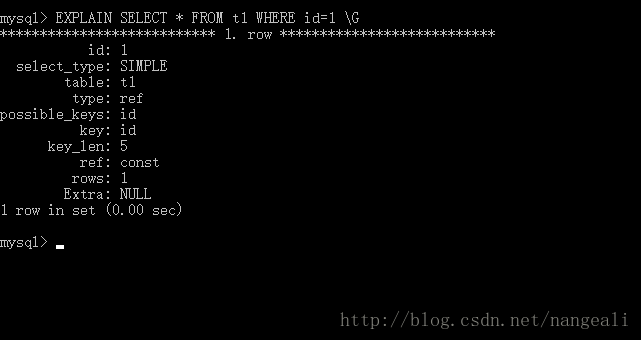 mysql> EXPLAIN SELECT * FROM t1 WHERE id=1 \G
*************************** 1. row ***************************
id: 1
select_type: SIMPLE
table: t1
type: ref
possible_keys: id
key: id
key_len: 5
ref: const
rows: 1
Extra: NULL
1 row in set (0.00 sec)
mysql>
http://blog.csdn.net/nangeali